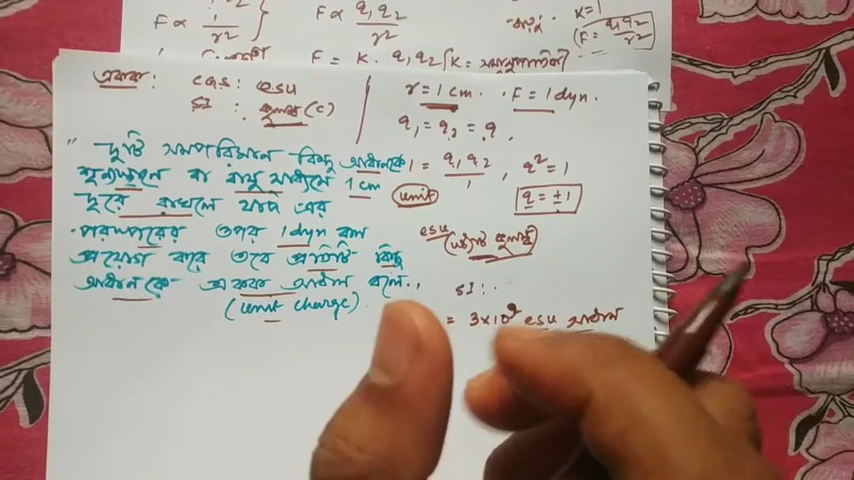 F ∝ 1/r²
F ∝ q₁q₂/r²
K=1
F = q₁q₂/r²
F = K · q₁q₂ [K =
একক: cgs: esu
SI : কুলম্ব (c)
"দুটি সমপরিমান বিন্দু আধানকে
শূন্যস্থানে বা বায়ু মাধ্যমে 1 cm
দূরে রাখলে যদি এর
পরস্পরের ওপর 1 dyn বল
প্রয়োগ করে তবে প্রতিটি বিন্দু
আধানকে একক আধান বলে।
(unit charge)
r = 1 cm. F = 1 dyn.
q₁ = q₂ = q.
1 = q₁q₂/1 , q² = 1
unit
q = ±1
esu
SI:
= 3×10⁹ esu আধান